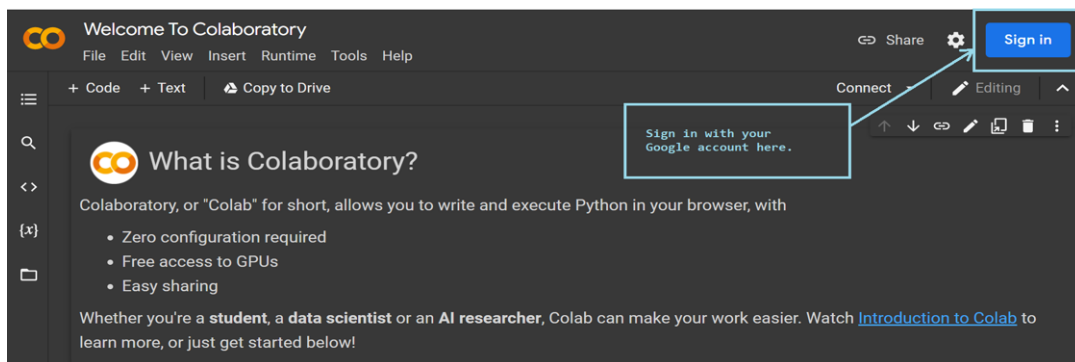 Welcome To Colaboratory
File Edit View Insert Runtime Tools Help
Share
Sign in
+ Code + Text Copy to Drive
Connect
Editing
Sign in with your
Google account here.
What is Colaboratory?
Colaboratory, or "Colab" for short, allows you to write and execute Python in your browser, with
• Zero configuration required
• Free access to GPUs
• Easy sharing
Whether you're a student, a data scientist or an AI researcher, Colab can make your work easier. Watch Introduction to Colab to
learn more, or just get started below!
{x}